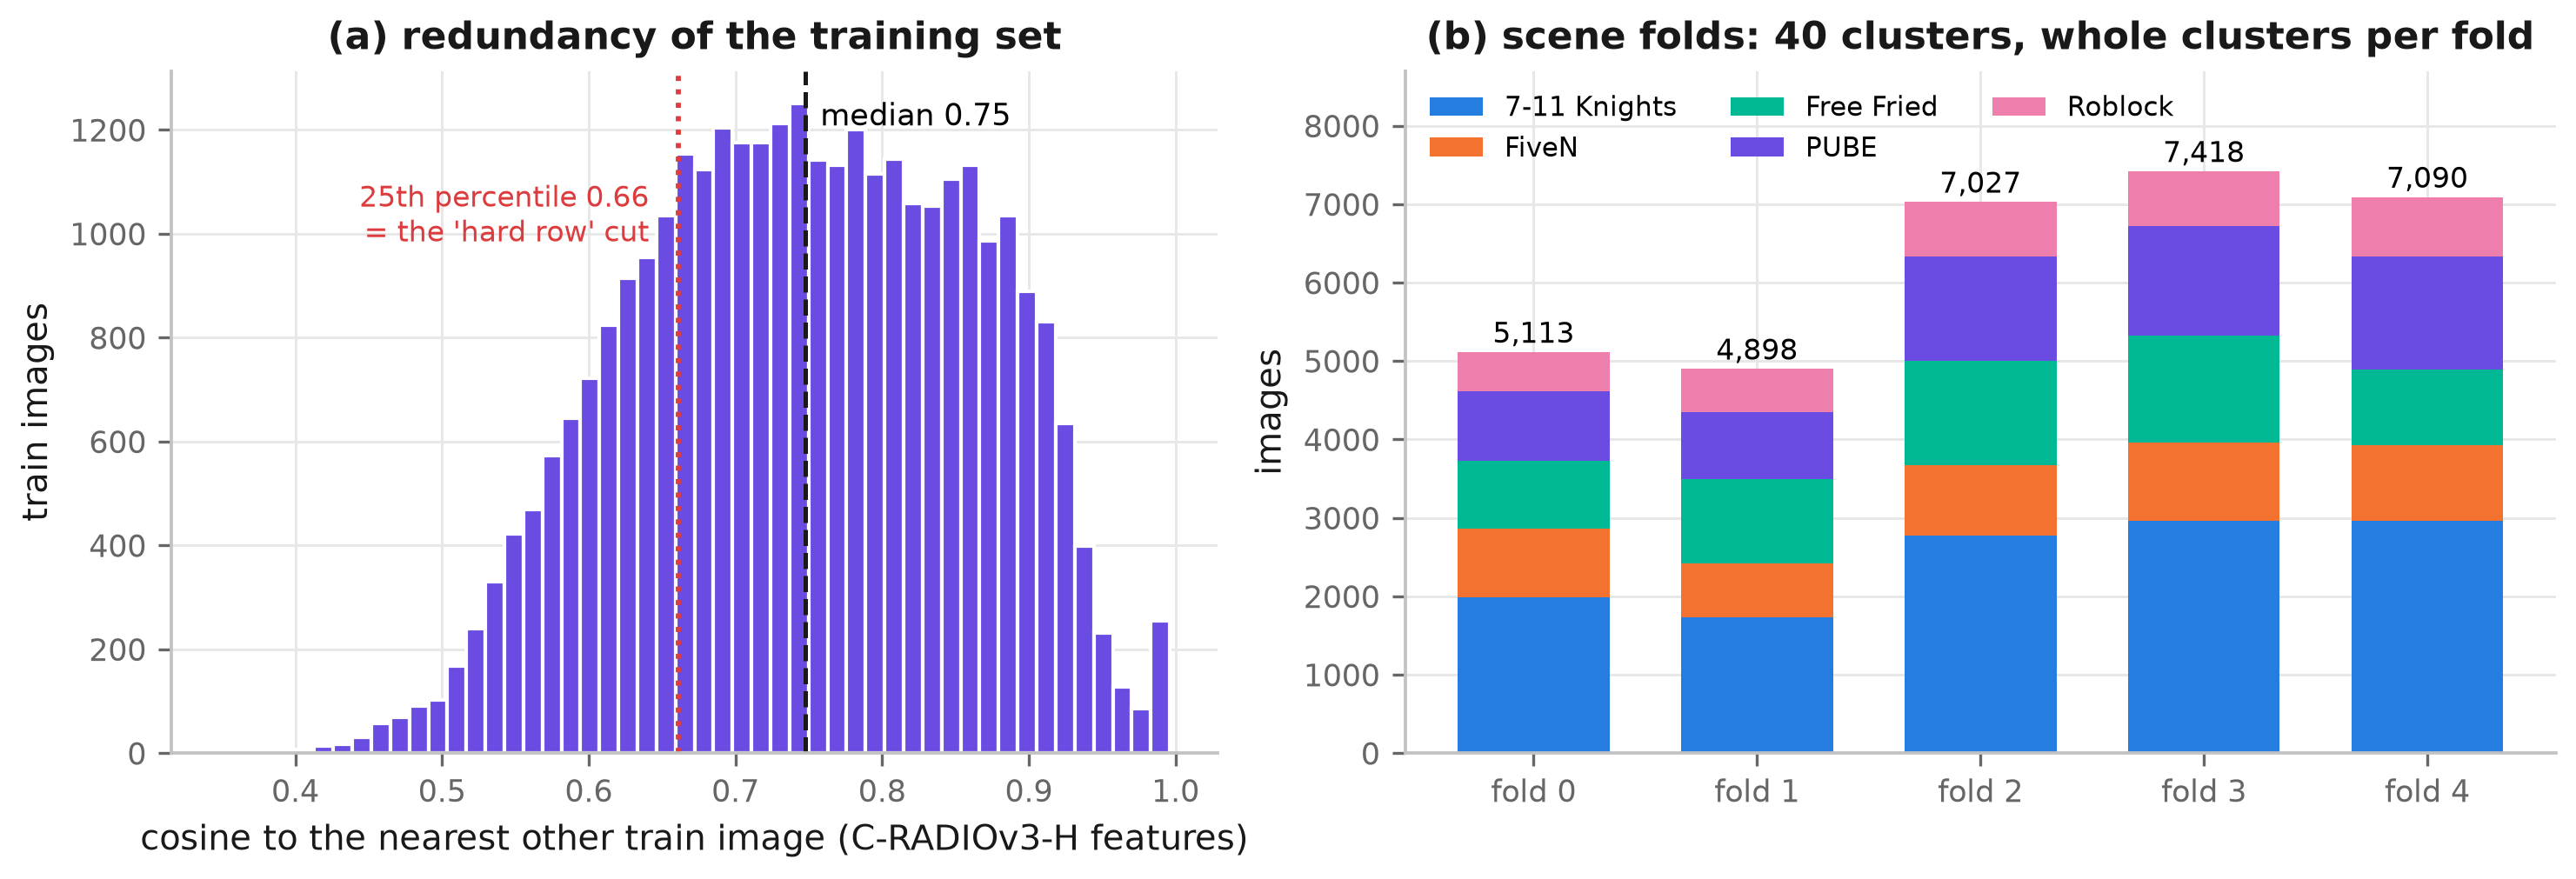 (a) redundancy of the training set
train images
1200
1000
800
600
400
200
0
median 0.75
25th percentile 0.66
= the 'hard row' cut
0.4 0.5 0.6 0.7 0.8 0.9 1.0
cosine to the nearest other train image (C-RADIOv3-H features)
(b) scene folds: 40 clusters, whole clusters per fold
images
8000
7000
6000
5000
4000
3000
2000
1000
0
7-11 Knights Free Fried Roblock
FiveN PUBE
5,113
4,898
7,027
7,418
7,090
fold 0 fold 1 fold 2 fold 3 fold 4